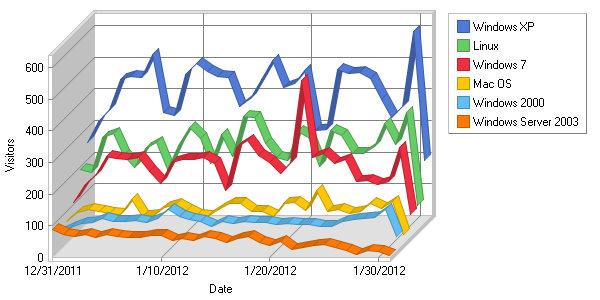 Windows XP
Linux
Windows 7
Mac OS
Windows 2000
Windows Server 2003
600
500
400
300
200
100
0
Visitors
12/31/2011 1/10/2012 1/20/2012 1/30/2012
Date